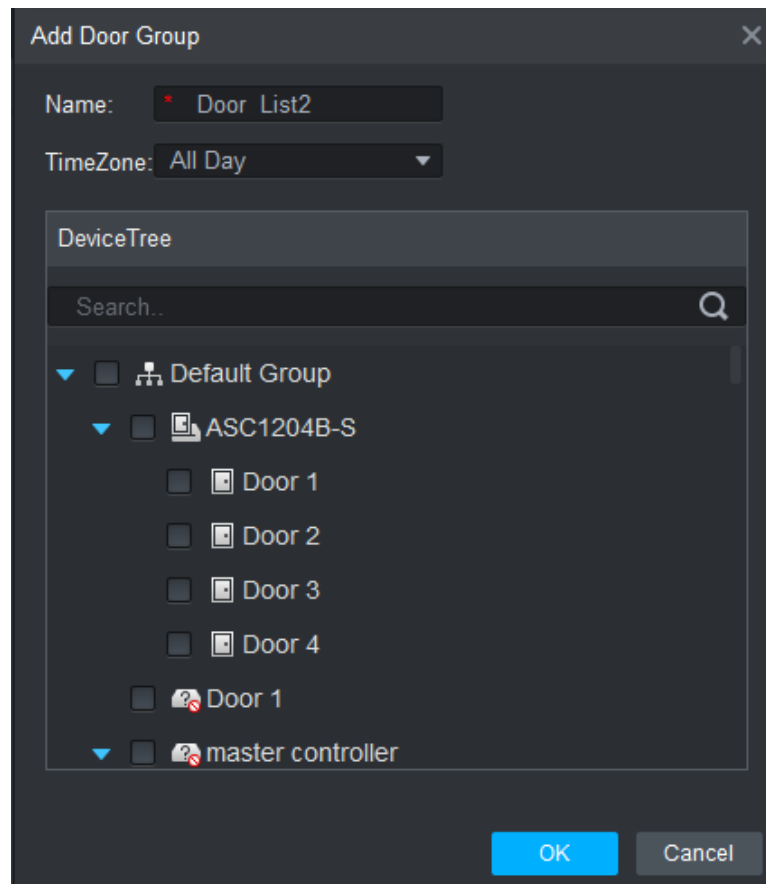 Add Door Group
Name: * Door List2
TimeZone: All Day
DeviceTree
Search..
Default Group
ASC1204B-S
Door 1
Door 2
Door 3
Door 4
Door 1
master controller
OK Cancel